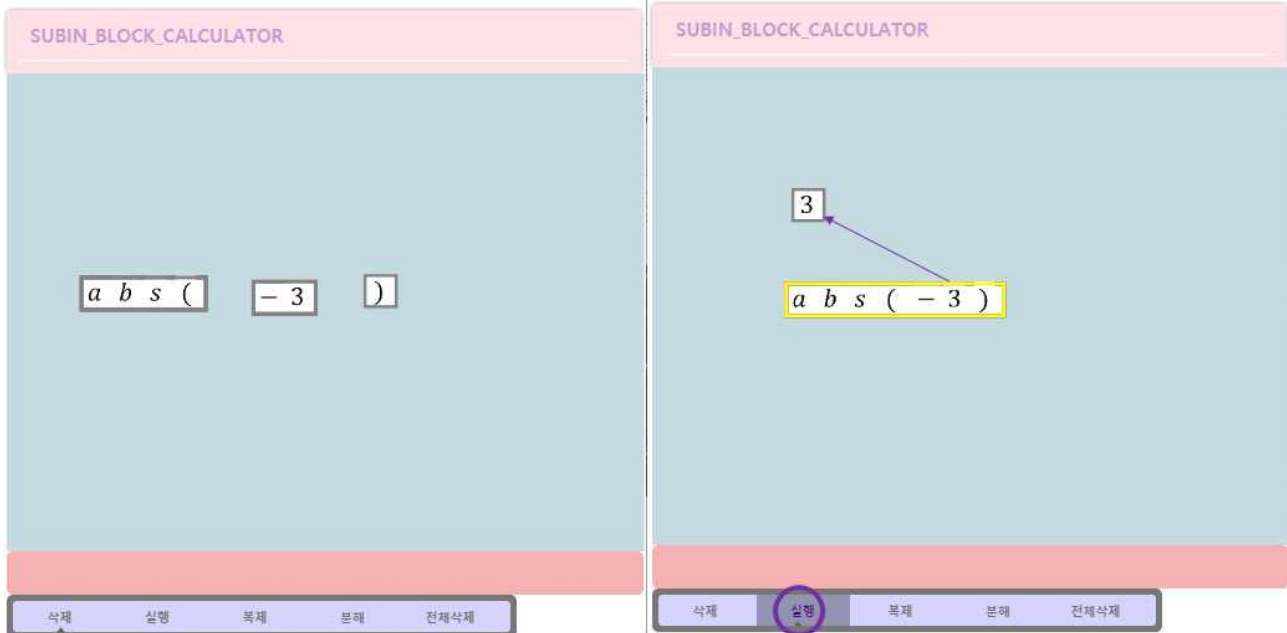 SUBIN_BLOCK_CALCULATOR
a b s (
− 3
)
삭제 실행 복제 분해 전체삭제
SUBIN_BLOCK_CALCULATOR
3
a b s ( − 3 )
삭제 실행 복제 분해 전체삭제